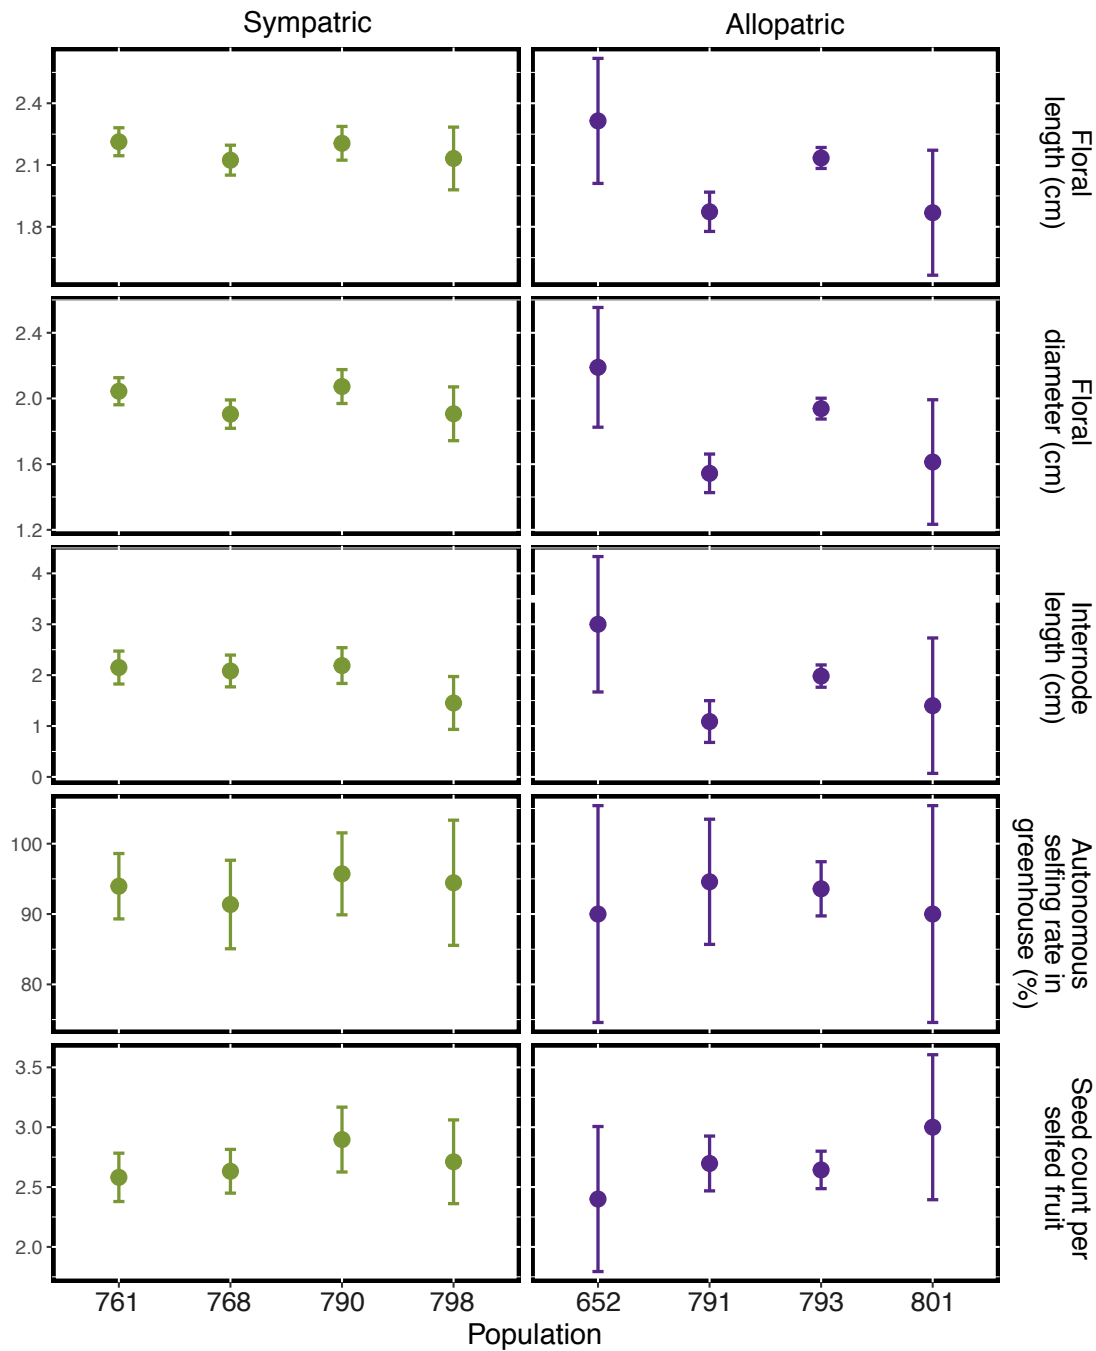 Sympatric
Allopatric
2.4
2.1
1.8
Floral
length (cm)
2.4
2.0
1.6
1.2
Floral
diameter (cm)
4
3
2
1
0
Internode
length (cm)
100
90
80
Autonomous
selfing rate in
greenhouse (%)
3.5
3.0
2.5
2.0
Seed count per
selfed fruit
761 768 790 798 652 791 793 801
Population